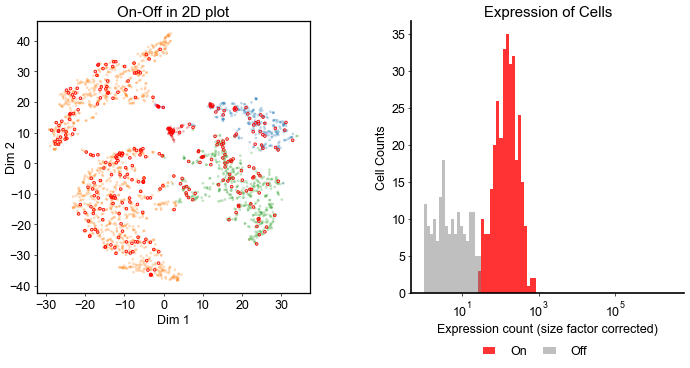 On-Off in 2D plot
Expression of Cells
Dim 2
40
30
20
10
0
−10
−20
−30
−40
−30 −20 −10 0 10 20 30
Dim 1
Cell Counts
35
30
25
20
15
10
5
0
10^1 10^3 10^5
Expression count (size factor corrected)
On Off